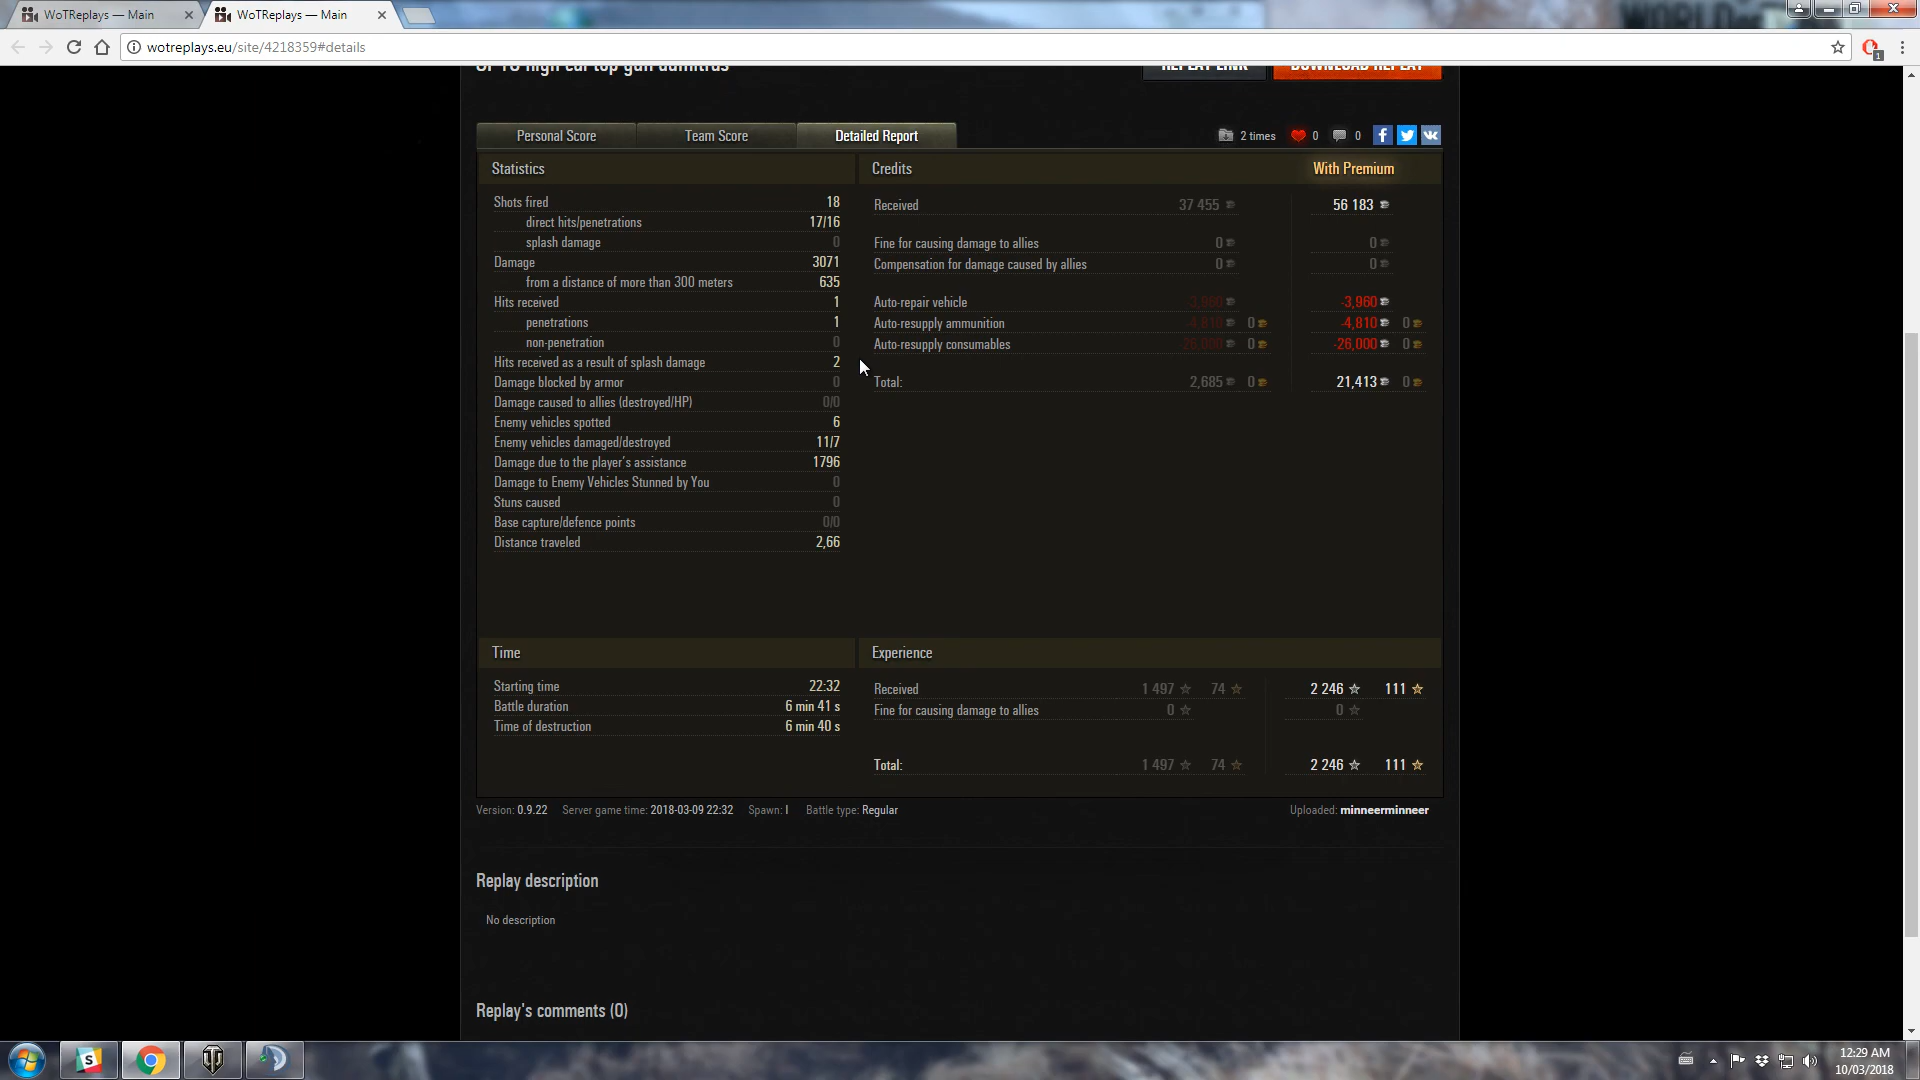 WoTReplays — Main
WoTReplays — Main
wotreplays.eu/site/4218359#details
Personal Score
Team Score
Detailed Report
2 times
0
0
Statistics
Credits
With Premium
Shots fired 18
direct hits/penetrations 17/16
splash damage 0
Damage 3071
from a distance of more than 300 meters 635
Hits received 1
penetrations 1
non-penetration 0
Hits received as a result of splash damage 2
Damage blocked by armor 0
Damage caused to allies (destroyed/HP) 0/0
Enemy vehicles spotted 6
Enemy vehicles damaged/destroyed 11/7
Damage due to the player's assistance 1796
Damage to Enemy Vehicles Stunned by You 0
Stuns caused 0
Base capture/defence points 0/0
Distance traveled 2,66
Received 37 455 56 183
Fine for causing damage to allies 0 0
Compensation for damage caused by allies 0 0
Auto-repair vehicle -3,960 -3,960
Auto-resupply ammunition -4,810 0 -4,810 0
Auto-resupply consumables -26,000 0 -26,000 0
Total: 2,685 0 21,413 0
Time
Experience
Starting time 22:32
Battle duration 6 min 41 s
Time of destruction 6 min 40 s
Received 1 497 74 2 246 111
Fine for causing damage to allies 0 0
Total: 1 497 74 2 246 111
Version: 0.9.22 Server game time: 2018-03-09 22:32 Spawn: I Battle type: Regular
Uploaded: minneerminneer
Replay description
No description
Replay's comments (0)
12:29 AM
10/03/2018